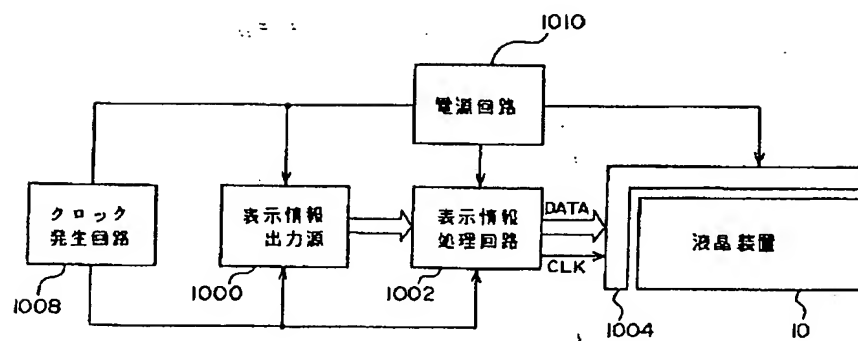 1010
電源回路
クロック
発生回路
1008
表示情報
出力源
1000
表示情報
処理回路
1002
DATA
CLK
1004
液晶装置
10